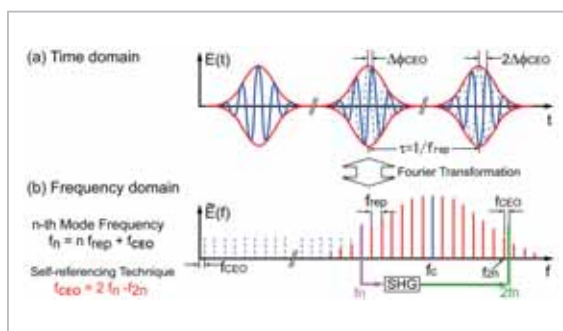 (a) Time domain
E(t)
ΔϕCEO
2ΔϕCEO
t
τ=1/frep
Fourier Transformation
(b) Frequency domain
Ẽ(f)
frep
fCEO
n-th Mode Frequency
fn = n frep + fCEO
Self-referencing Technique
fCEO = 2 fn -f2n
fCEO
fc
f2n
f
fn
SHG
2fn